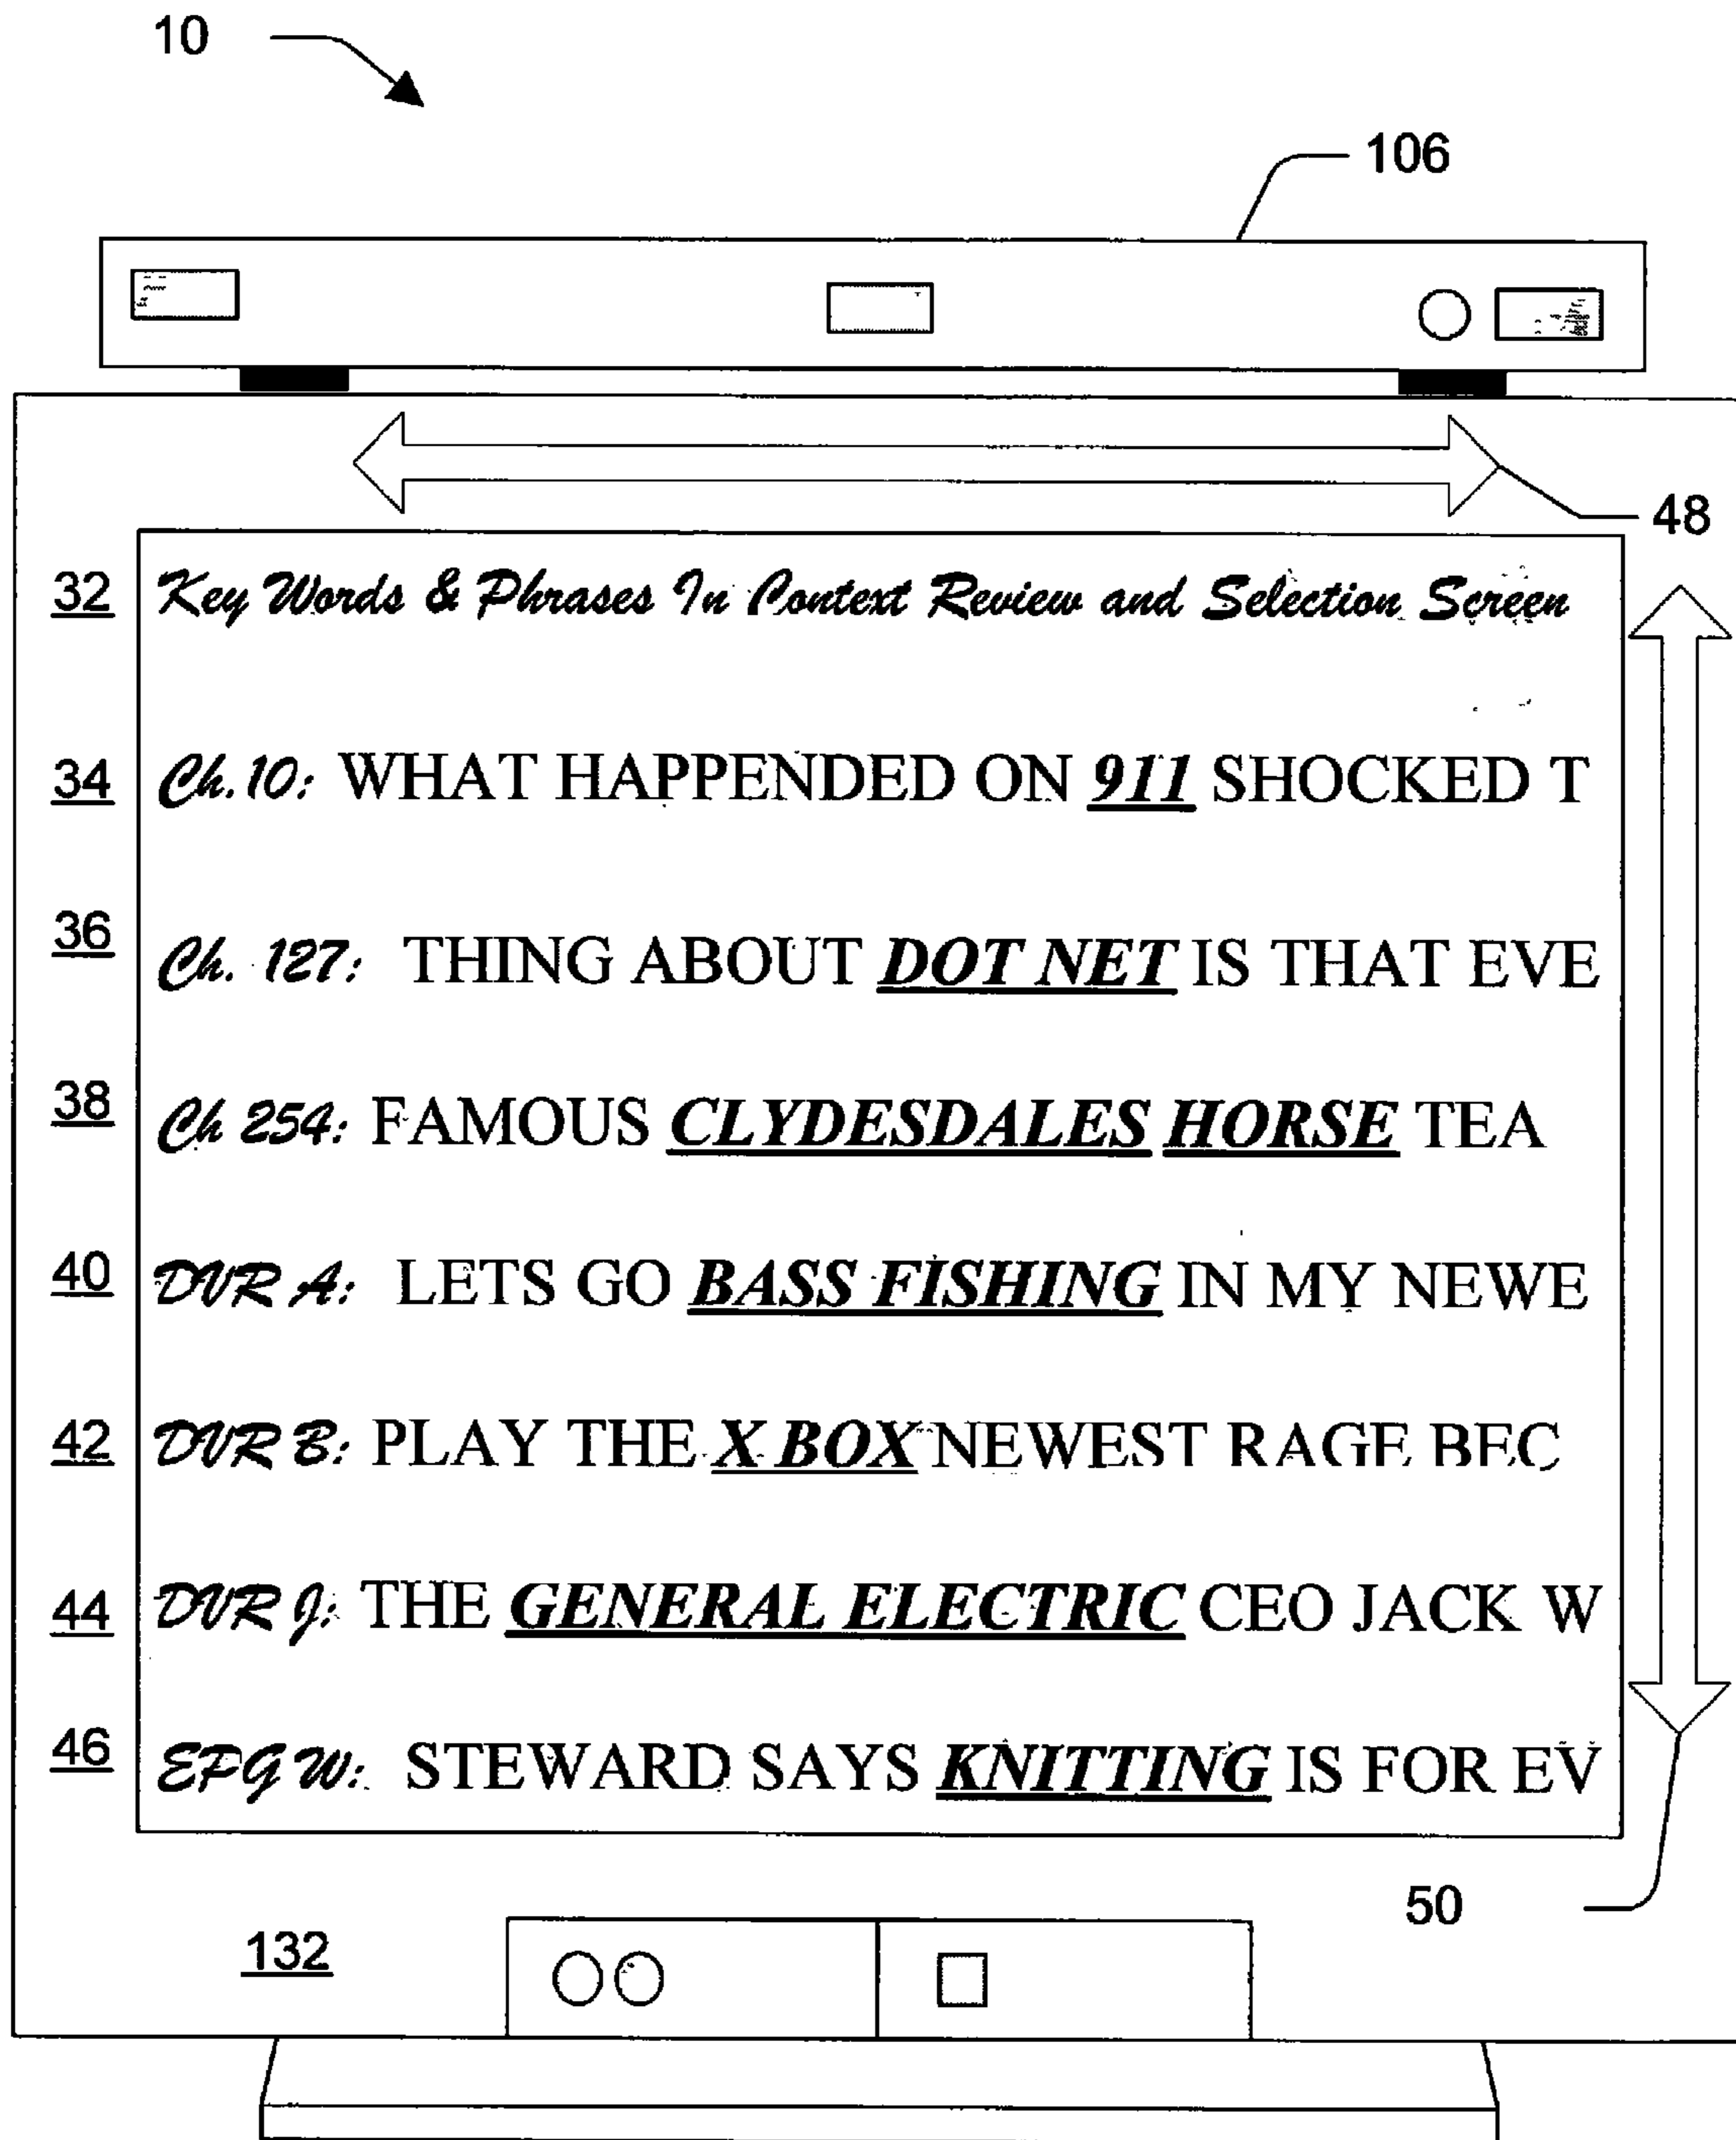 10
106
48
32 Key Words & Phrases In Context Review and Selection Screen
34 Ch. 10: WHAT HAPPENDED ON 911 SHOCKED T
36 Ch. 127: THING ABOUT DOT NET IS THAT EVE
38 Ch 254: FAMOUS CLYDESDALES HORSE TEA
40 DVR A: LETS GO BASS FISHING IN MY NEWE
42 DVR B: PLAY THE X BOX NEWEST RAGE BEC
44 DVR J: THE GENERAL ELECTRIC CEO JACK W
46 EPG W: STEWARD SAYS KNITTING IS FOR EV
50
132